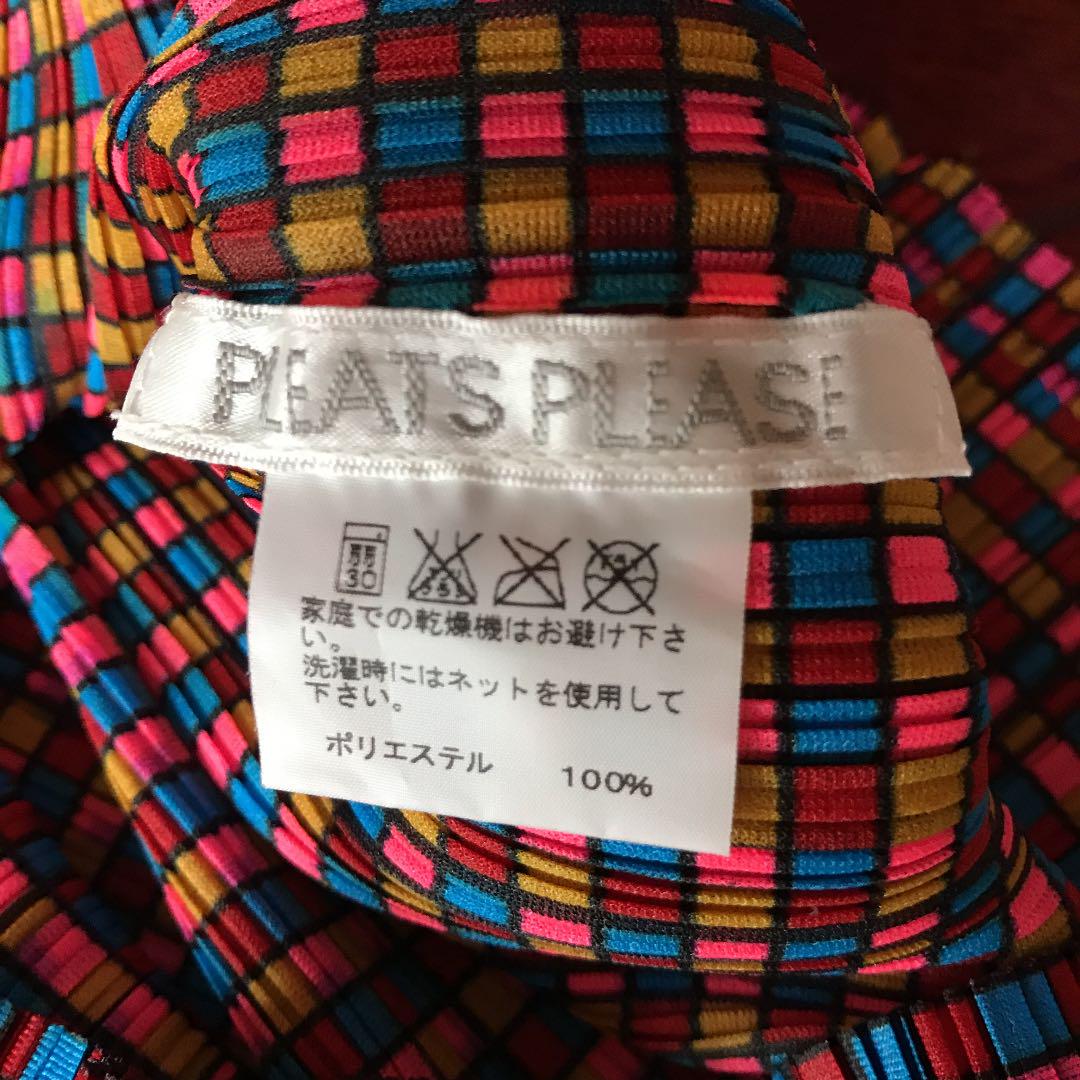 PLEATS PLEASE
弱
30
家庭での乾燥機はお避け下さ
い。
洗濯時にはネットを使用して
下さい。
ポリエステル 100%